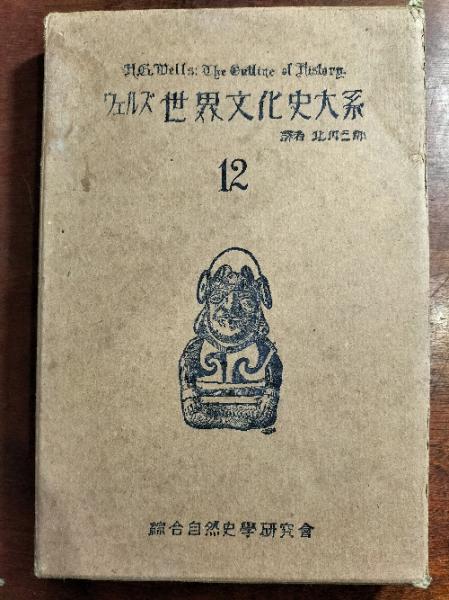 H.G.Wells: The Outline of History.
ウェルズ 世界文化史大系
譯者 北川三郎
12
綜合自然史學研究會